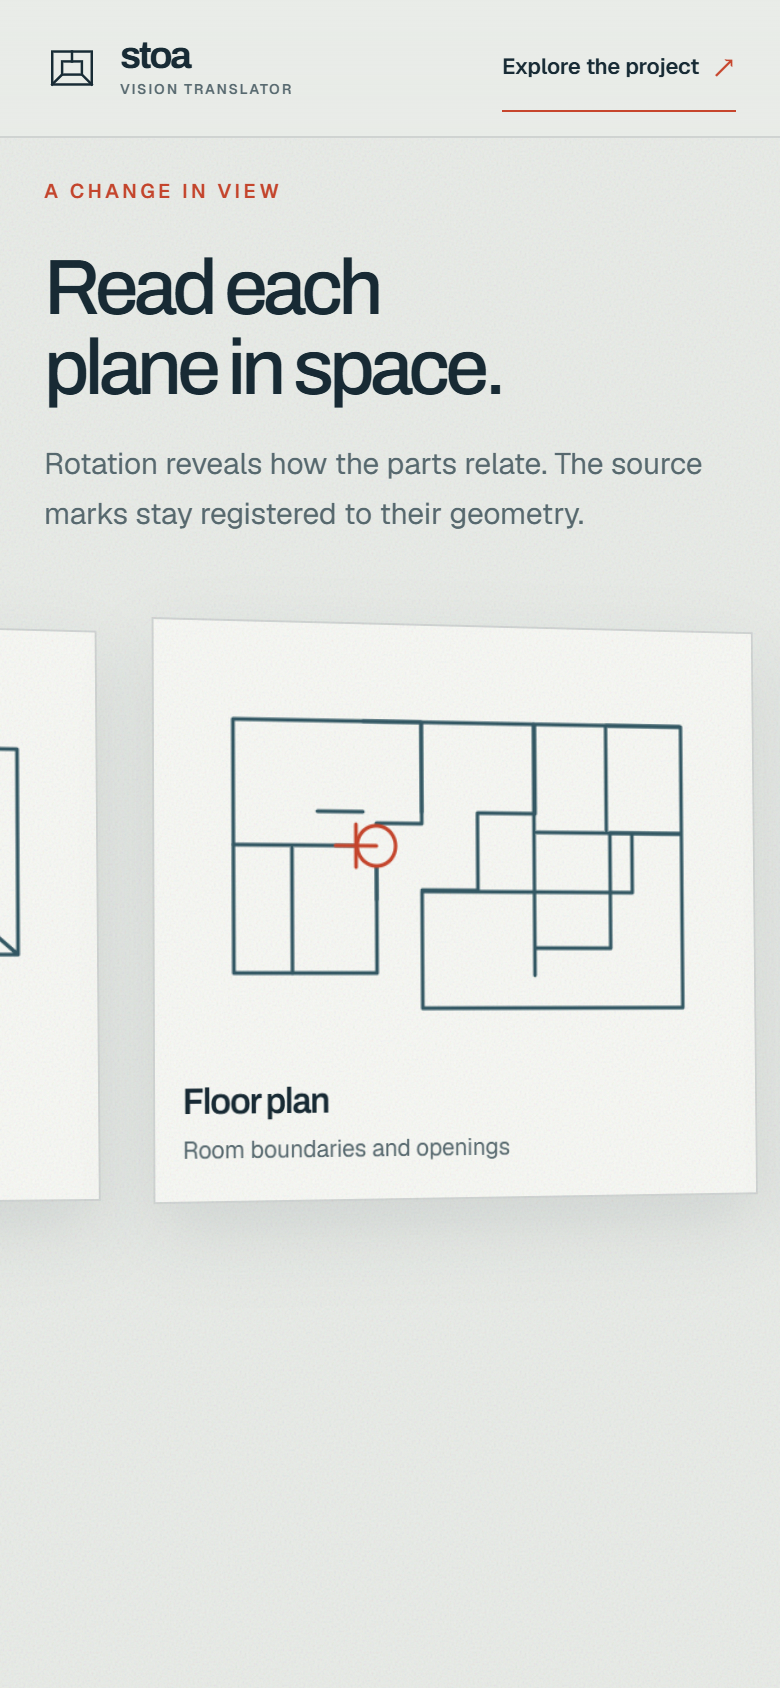 stoa
VISION TRANSLATOR
Explore the project ↗
A CHANGE IN VIEW
Read each
plane in space.
Rotation reveals how the parts relate. The source
marks stay registered to their geometry.
Floor plan
Room boundaries and openings